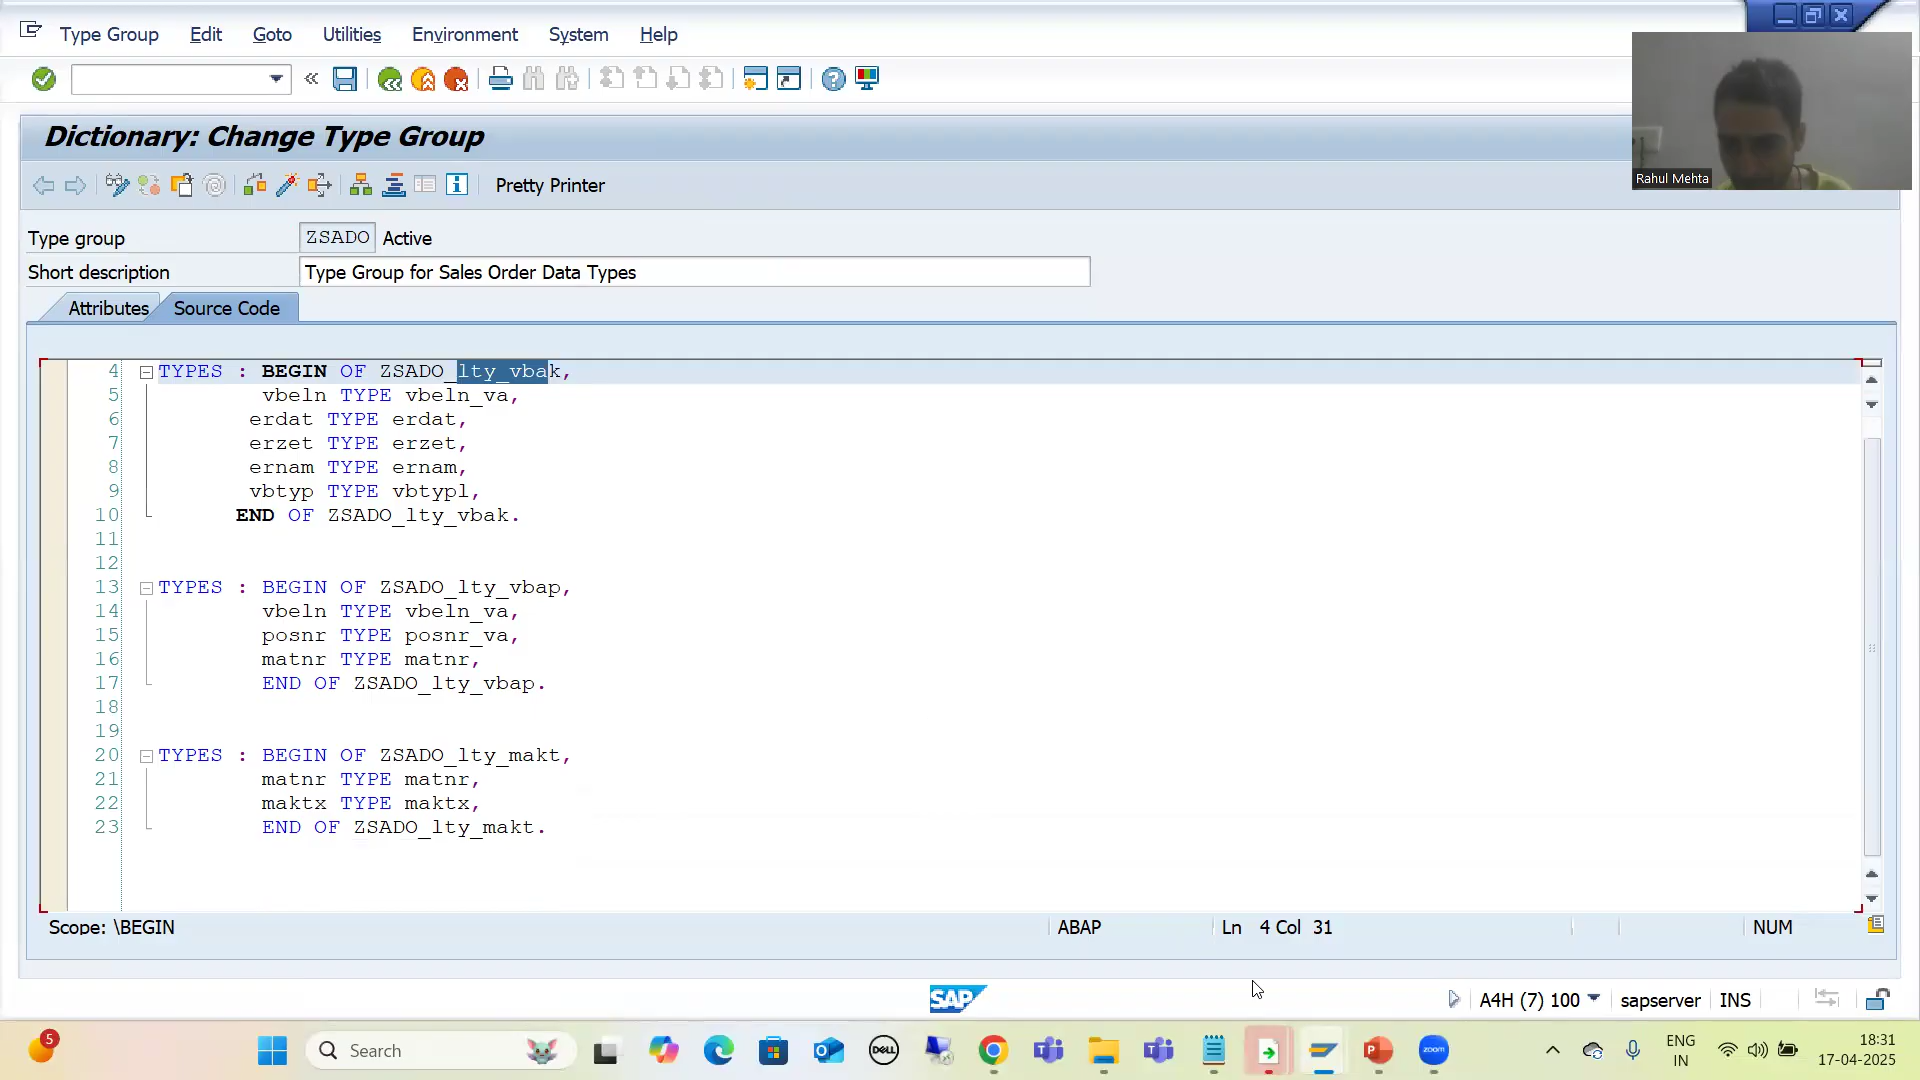 Type Group Edit Goto Utilities Environment System Help
Dictionary: Change Type Group
Rahul Mehta
Pretty Printer
Type group ZSADO Active
Short description Type Group for Sales Order Data Types
Attributes Source Code
4 TYPES : BEGIN OF ZSADO_lty_vbak,
5 vbeln TYPE vbeln_va,
6 erdat TYPE erdat,
7 erzet TYPE erzet,
8 ernam TYPE ernam,
9 vbtyp TYPE vbtypl,
10 END OF ZSADO_lty_vbak.
11
12
13 TYPES : BEGIN OF ZSADO_lty_vbap,
14 vbeln TYPE vbeln_va,
15 posnr TYPE posnr_va,
16 matnr TYPE matnr,
17 END OF ZSADO_lty_vbap.
18
19
20 TYPES : BEGIN OF ZSADO_lty_makt,
21 matnr TYPE matnr,
22 maktx TYPE maktx,
23 END OF ZSADO_lty_makt.
Scope: \BEGIN ABAP Ln 4 Col 31 NUM
SAP A4H (7) 100 sapserver INS
5 Search DELL zoom ENG IN 18:31 17-04-2025